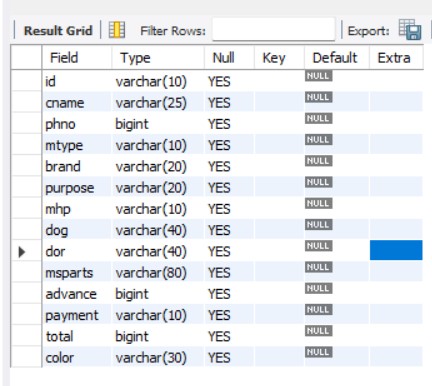 Result Grid Filter Rows: Export:
Field Type Null Key Default Extra
id varchar(10) YES NULL
cname varchar(25) YES NULL
phno bigint YES NULL
mtype varchar(10) YES NULL
brand varchar(20) YES NULL
purpose varchar(20) YES NULL
mhp varchar(10) YES NULL
dog varchar(40) YES NULL
dor varchar(40) YES NULL
msparts varchar(80) YES NULL
advance bigint YES NULL
payment varchar(10) YES NULL
total bigint YES NULL
color varchar(30) YES NULL